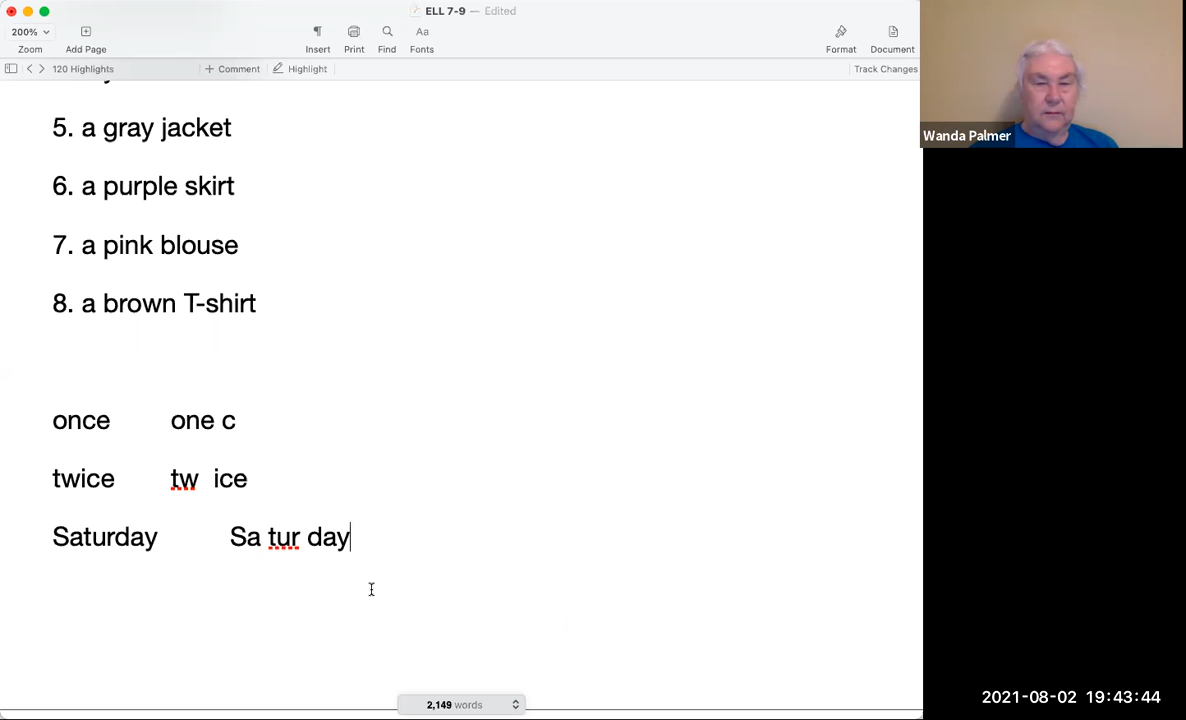 ELL 7-9 — Edited
200%
Zoom
Add Page
Insert
Print
Find
Aa
Fonts
Format
Document
120 Highlights
+ Comment
Highlight
Track Changes
5. a gray jacket
6. a purple skirt
7. a pink blouse
8. a brown T-shirt
once one c
twice tw ice
Saturday Sa tur day
2,149 words
Wanda Palmer
2021-08-02 19:43:44